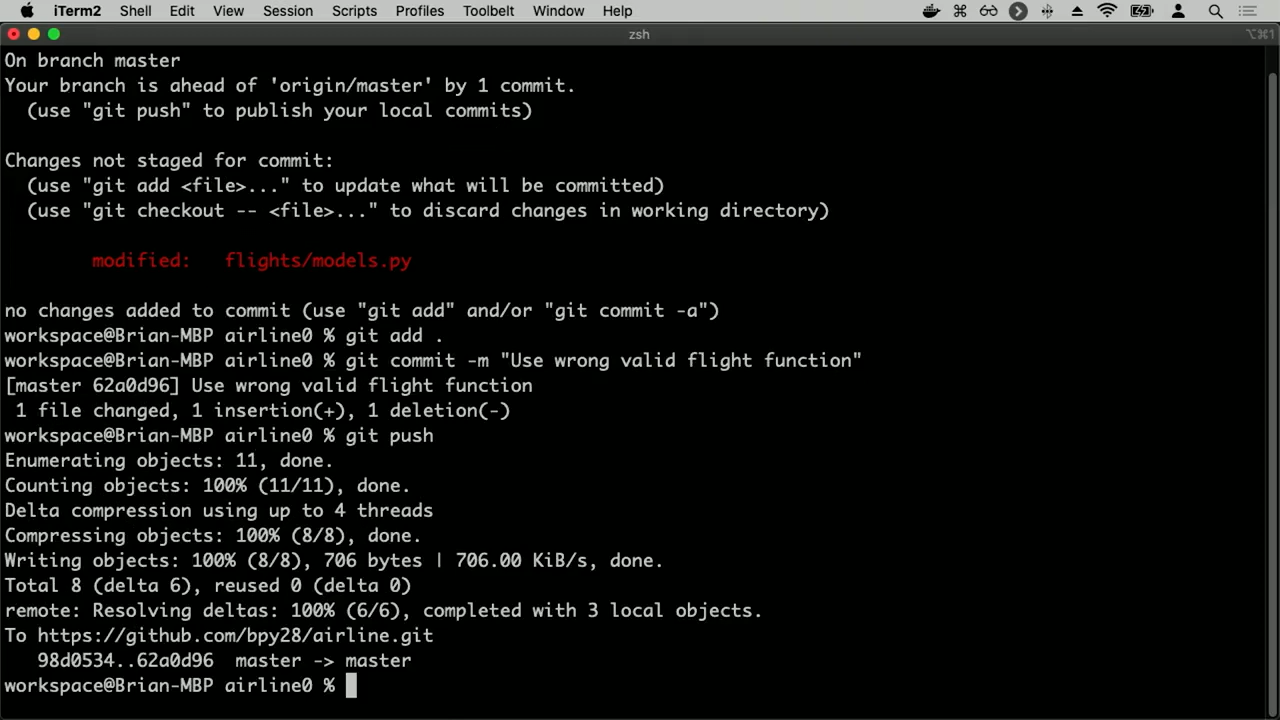 iTerm2 Shell Edit View Session Scripts Profiles Toolbelt Window Help
zsh
⌥⌘1
On branch master
Your branch is ahead of 'origin/master' by 1 commit.
  (use "git push" to publish your local commits)
Changes not staged for commit:
  (use "git add <file>..." to update what will be committed)
  (use "git checkout -- <file>..." to discard changes in working directory)
        modified:   flights/models.py
no changes added to commit (use "git add" and/or "git commit -a")
workspace@Brian-MBP airline0 % git add .
workspace@Brian-MBP airline0 % git commit -m "Use wrong valid flight function"
[master 62a0d96] Use wrong valid flight function
 1 file changed, 1 insertion(+), 1 deletion(-)
workspace@Brian-MBP airline0 % git push
Enumerating objects: 11, done.
Counting objects: 100% (11/11), done.
Delta compression using up to 4 threads
Compressing objects: 100% (8/8), done.
Writing objects: 100% (8/8), 706 bytes | 706.00 KiB/s, done.
Total 8 (delta 6), reused 0 (delta 0)
remote: Resolving deltas: 100% (6/6), completed with 3 local objects.
To https://github.com/bpy28/airline.git
   98d0534..62a0d96  master -> master
workspace@Brian-MBP airline0 %